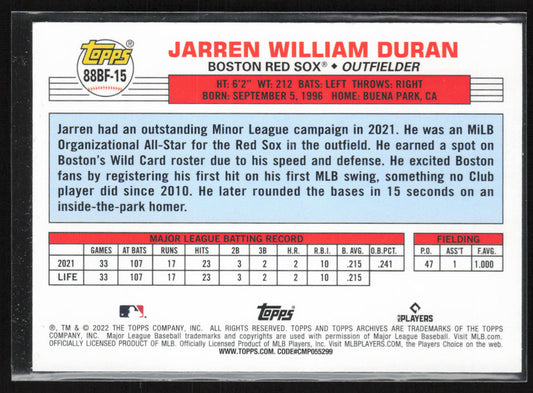 Topps
88BF-15
JARREN WILLIAM DURAN
BOSTON RED SOX® ◆ OUTFIELDER
HT: 6'2" WT: 212 BATS: LEFT THROWS: RIGHT
BORN: SEPTEMBER 5, 1996 HOME: BUENA PARK, CA
Jarren had an outstanding Minor League campaign in 2021. He was an MiLB
Organizational All-Star for the Red Sox in the outfield. He earned a spot on
Boston's Wild Card roster due to his speed and defense. He excited Boston
fans by registering his first hit on his first MLB swing, something no Club
player did since 2010. He later rounded the bases in 15 seconds on an
inside-the-park homer.
MAJOR LEAGUE BATTING RECORD FIELDING
GAMES AT BATS RUNS HITS 2B 3B H.R. R.B.I. B. AVG. O.B.PCT. P.O. ASS'T F.AVG.
2021 33 107 17 23 3 2 2 10 .215 .241 47 1 1.000
LIFE 33 107 17 23 3 2 2 10 .215
Topps
MLB PLAYERS
®, TM & © 2022 THE TOPPS COMPANY, INC. ALL RIGHTS RESERVED. TOPPS AND TOPPS ARCHIVES ARE TRADEMARKS OF THE TOPPS
COMPANY, INC. Major League Baseball trademarks and copyrights are used with permission of Major League Baseball. Visit MLB.com.
OFFICIALLY LICENSED PRODUCT OF MLB. Officially Licensed Product of MLB Players, Inc. Visit MLBPLAYERS.com, the Players Choice on the web.
WWW.TOPPS.COM. CODE#CMP055299